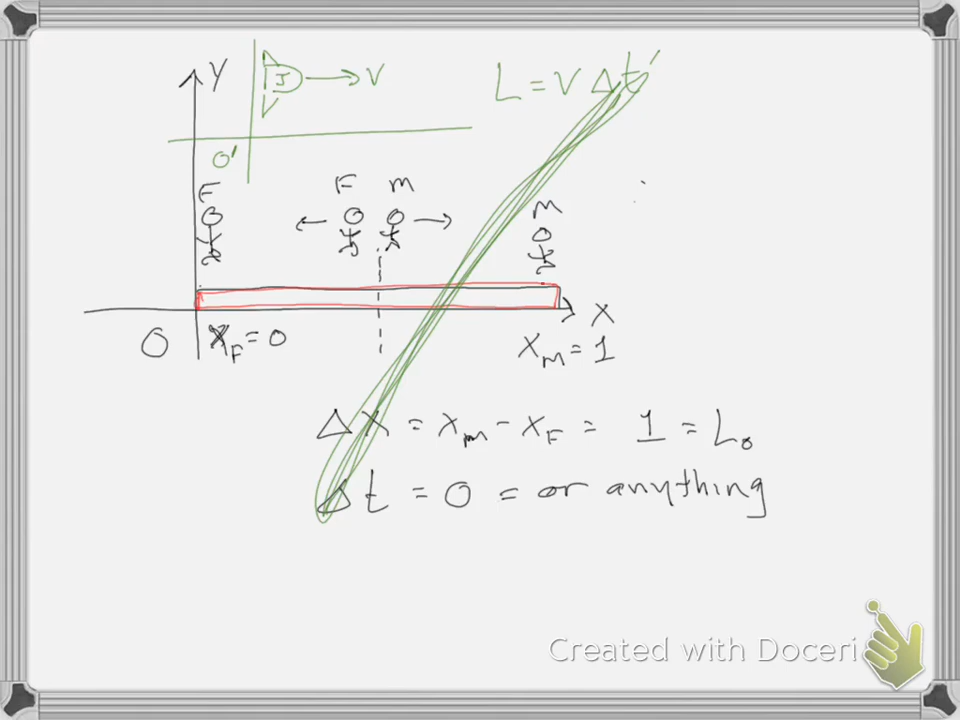 Y
J
V
L = V Δt'
O'
F
F M
M
X
O
X_F = 0
X_M = 1
ΔX = X_M - X_F = 1 = L_0
Δt = 0 = or anything
Created with Doceri